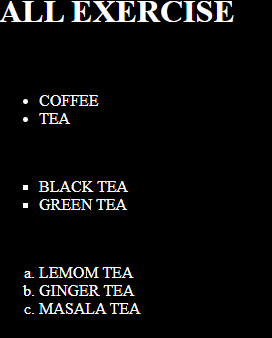 ALL EXERCISE
• COFFEE
• TEA
▪ BLACK TEA
▪ GREEN TEA
a. LEMOM TEA
b. GINGER TEA
c. MASALA TEA